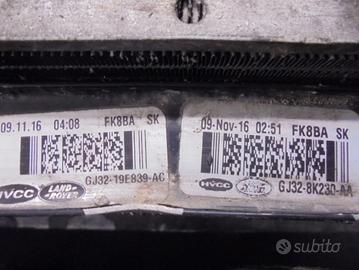 09.11.16 04:08 FK8BA SK
GJ32-19E839-AC
HVCC LAND ROVER
09-Nov-16 02:51 FK8BA SK
GJ32-8K230-AA
HVCC
subito